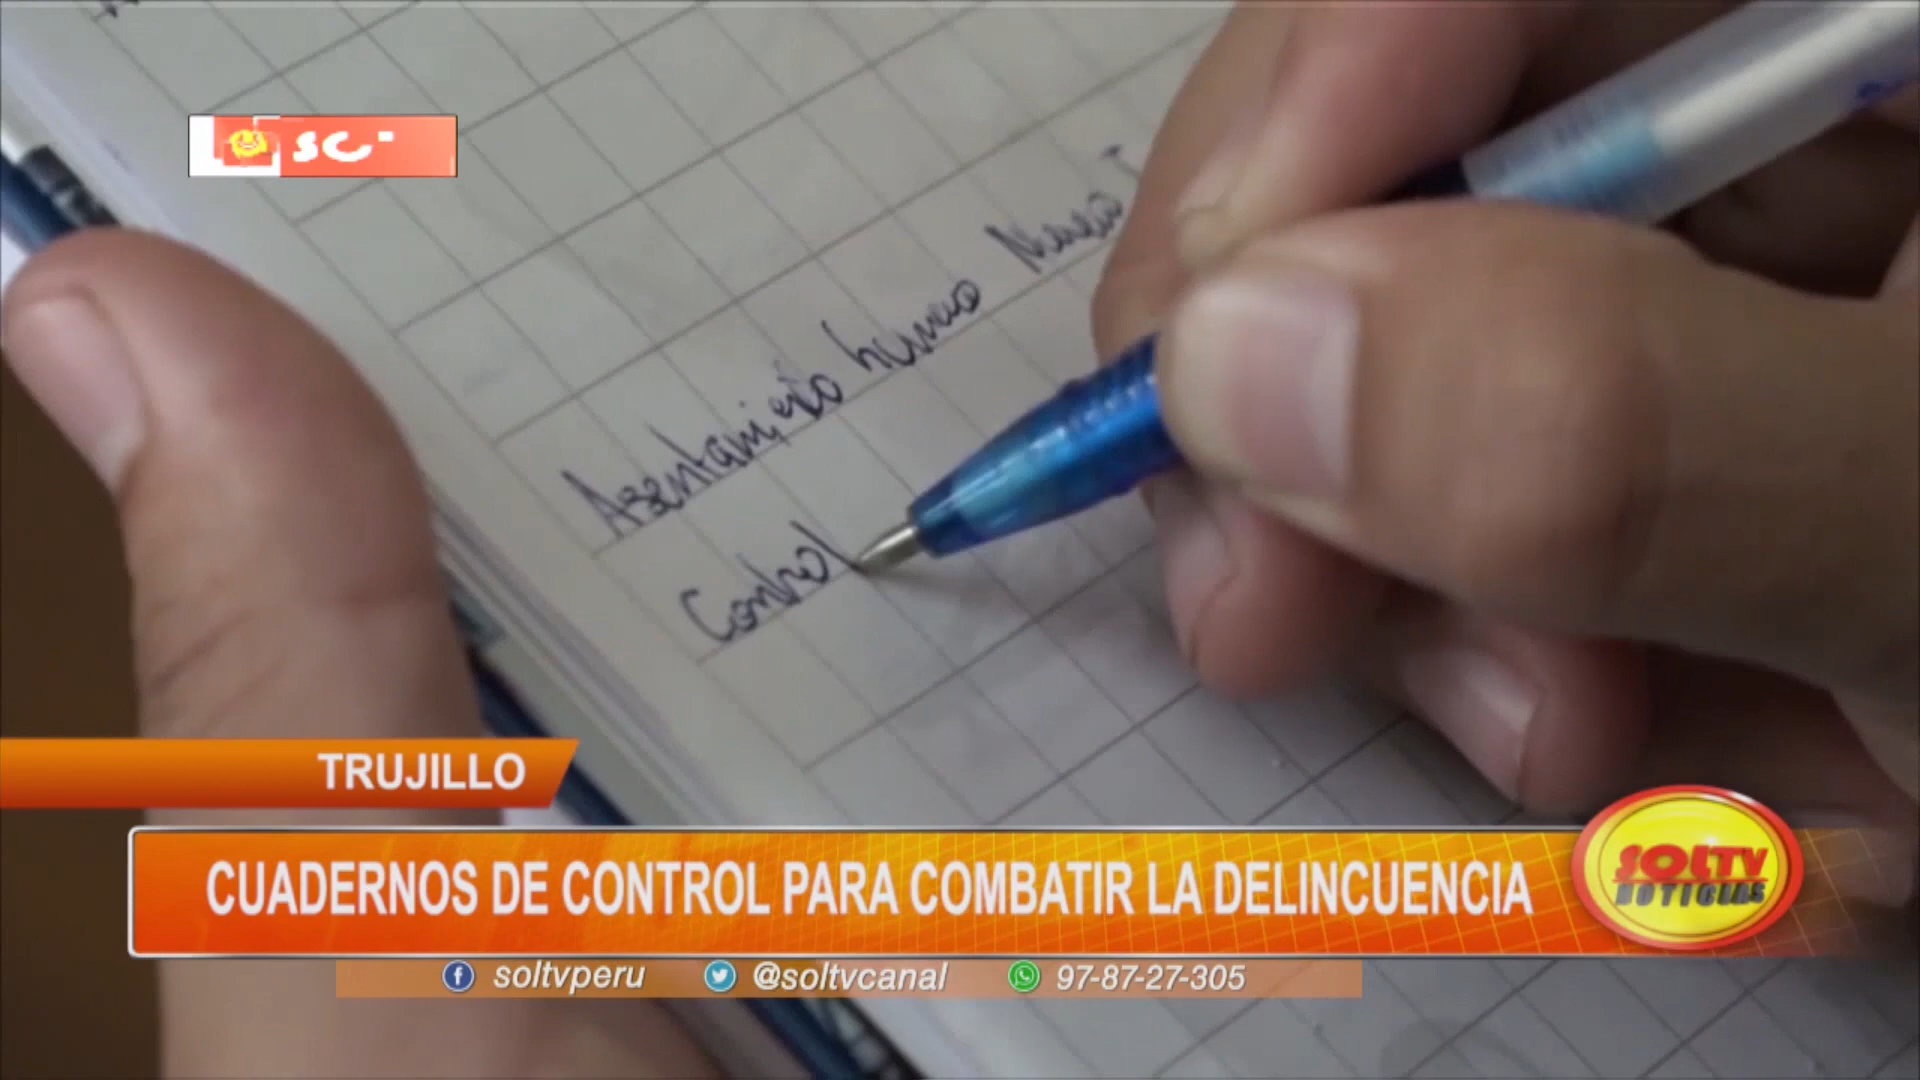 Asentamiento humano Nueva
Control
TRUJILLO
CUADERNOS DE CONTROL PARA COMBATIR LA DELINCUENCIA
SOLTV
NOTICIAS
soltvperu @soltvcanal 97-87-27-305